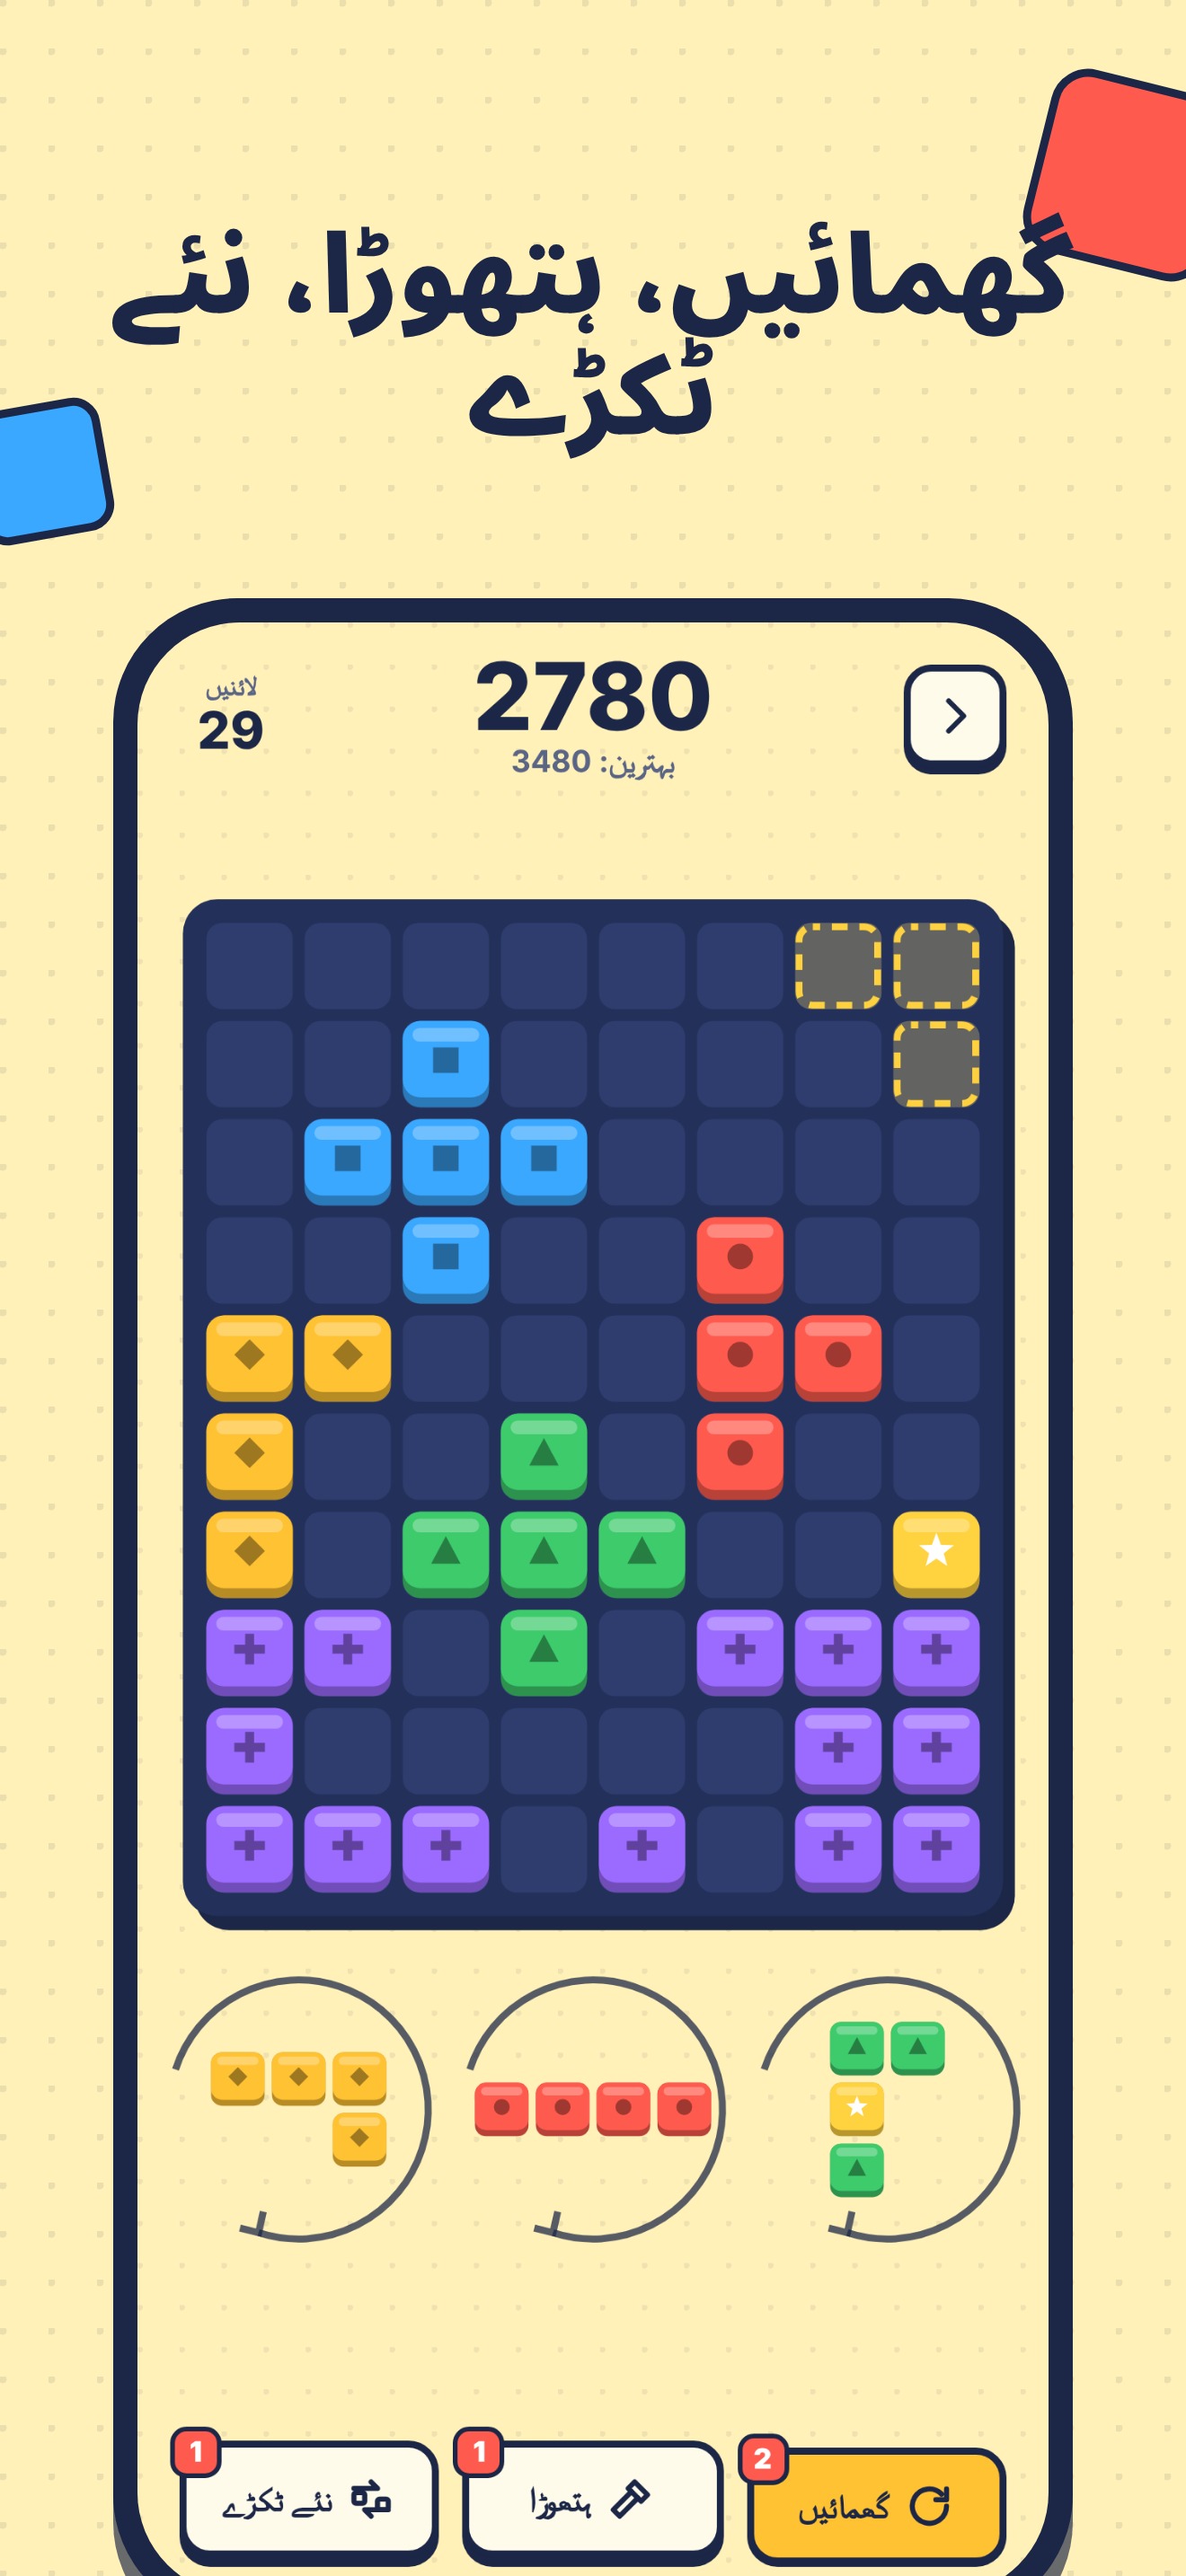 گھمائیں، ہتھوڑا، نئے
ٹکڑے
لائنیں
29
2780
بہترین: 3480
2
گھمائیں
1
ہتھوڑا
1
نئے ٹکڑے